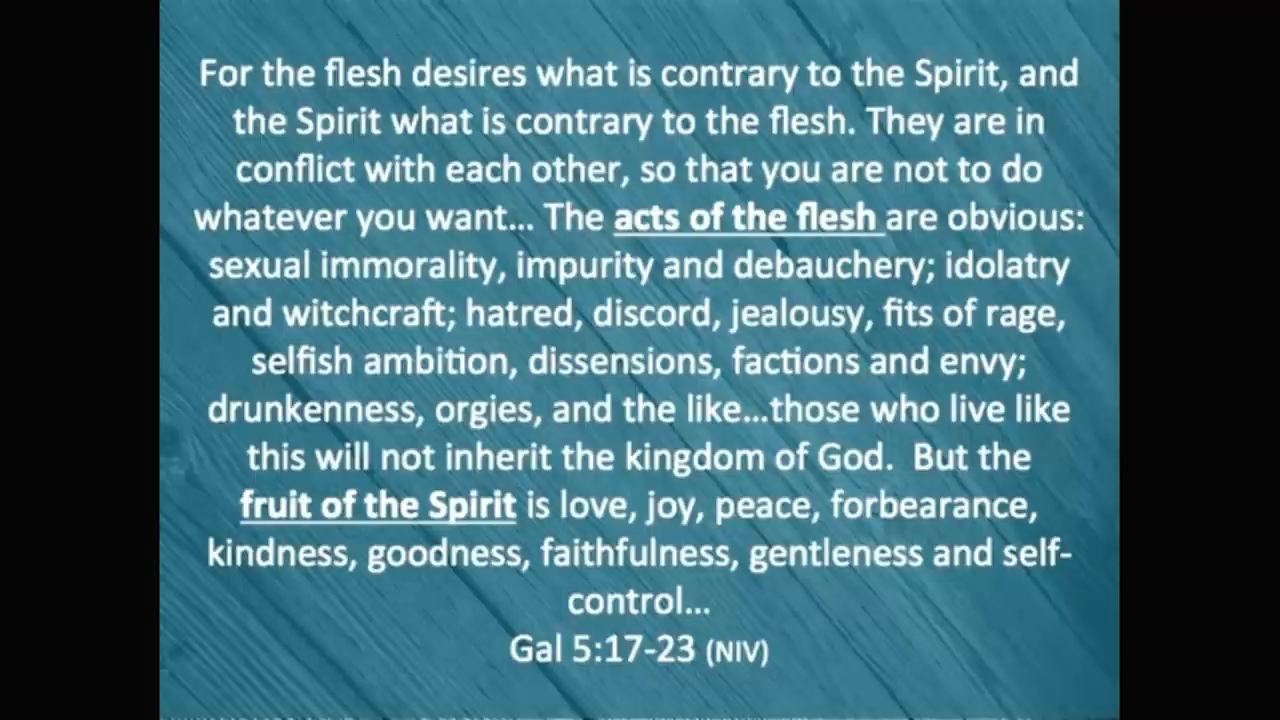 For the flesh desires what is contrary to the Spirit, and
the Spirit what is contrary to the flesh. They are in
conflict with each other, so that you are not to do
whatever you want... The acts of the flesh are obvious:
sexual immorality, impurity and debauchery; idolatry
and witchcraft; hatred, discord, jealousy, fits of rage,
selfish ambition, dissensions, factions and envy;
drunkenness, orgies, and the like...those who live like
this will not inherit the kingdom of God.  But the
fruit of the Spirit is love, joy, peace, forbearance,
kindness, goodness, faithfulness, gentleness and self-
control...
Gal 5:17-23 (NIV)